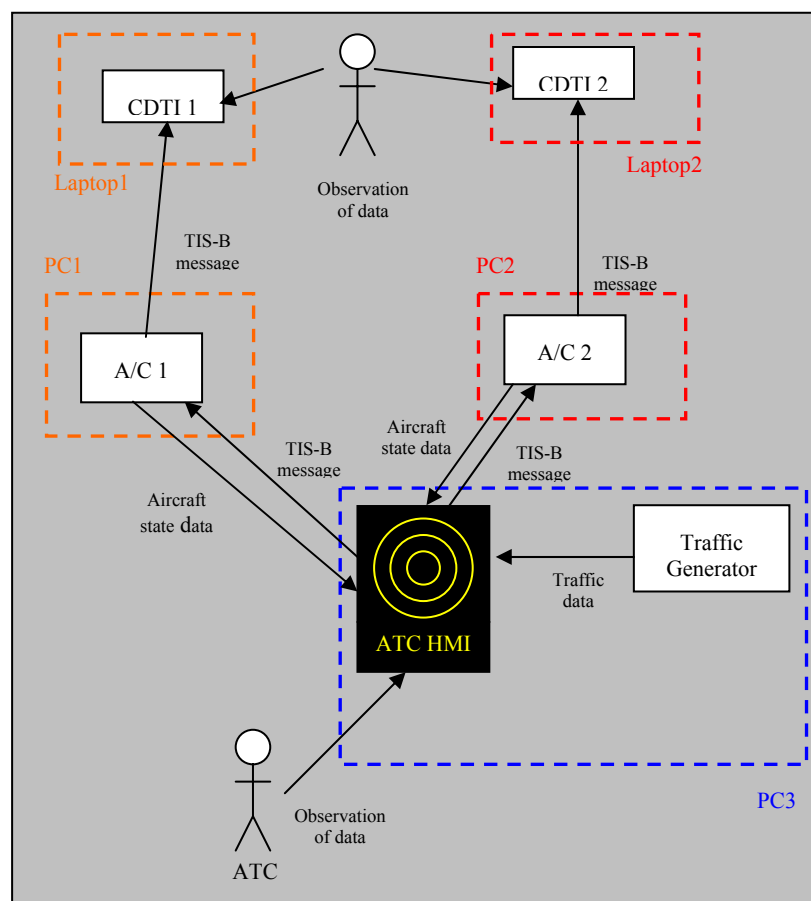 CDTI 1
CDTI 2
Laptop1
Laptop2
Observation
of data
TIS-B
message
PC1
PC2
TIS-B
message
A/C 1
A/C 2
Aircraft
state data
TIS-B
message
TIS-B
message
Aircraft
state data
Traffic
Generator
Traffic
data
ATC HMI
PC3
Observation
of data
ATC